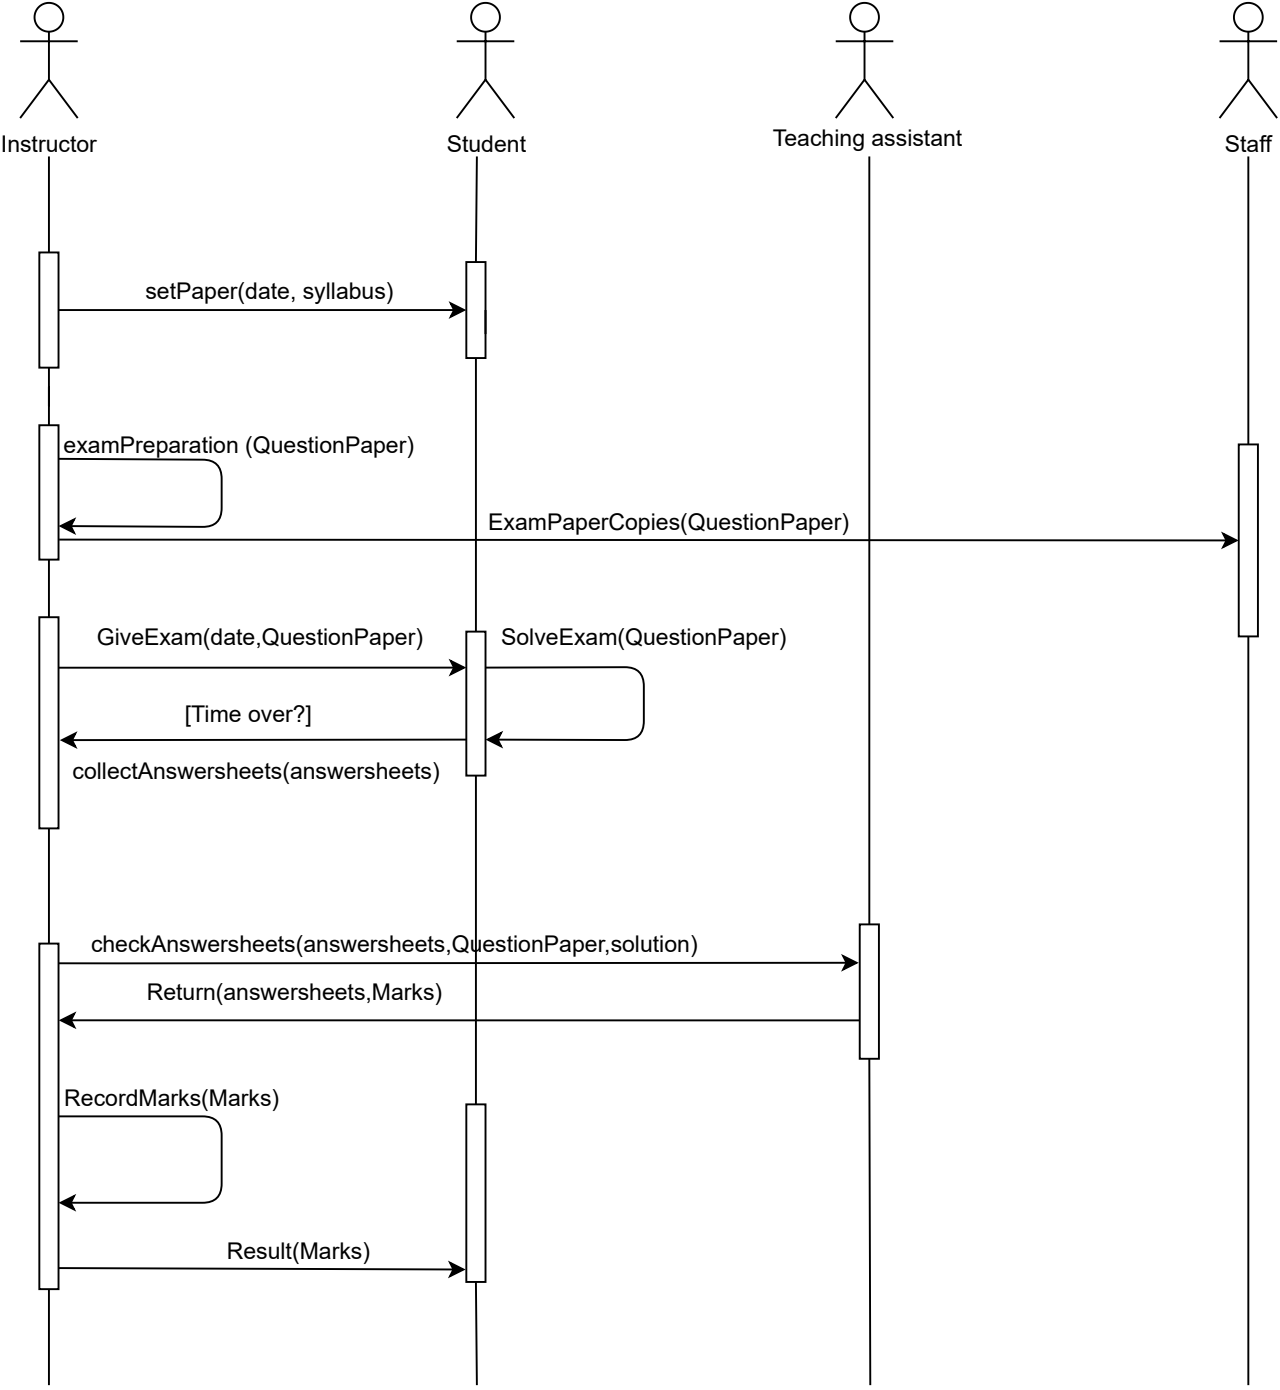 Instructor
Student
Teaching assistant
Staff
setPaper(date, syllabus)
examPreparation (QuestionPaper)
ExamPaperCopies(QuestionPaper)
GiveExam(date,QuestionPaper)
SolveExam(QuestionPaper)
[Time over?]
collectAnswersheets(answersheets)
checkAnswersheets(answersheets,QuestionPaper,solution)
Return(answersheets,Marks)
RecordMarks(Marks)
Result(Marks)